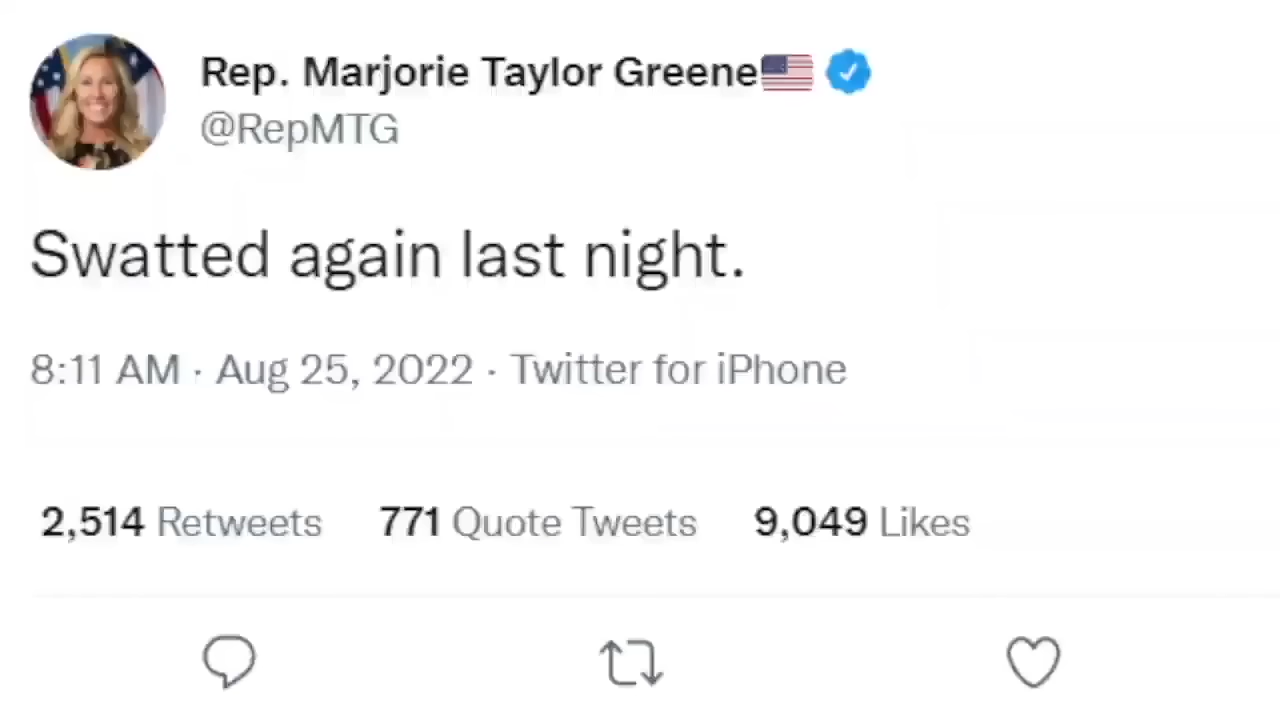 Rep. Marjorie Taylor Greene🇺🇸
@RepMTG
Swatted again last night.
8:11 AM · Aug 25, 2022 · Twitter for iPhone
2,514 Retweets 771 Quote Tweets 9,049 Likes